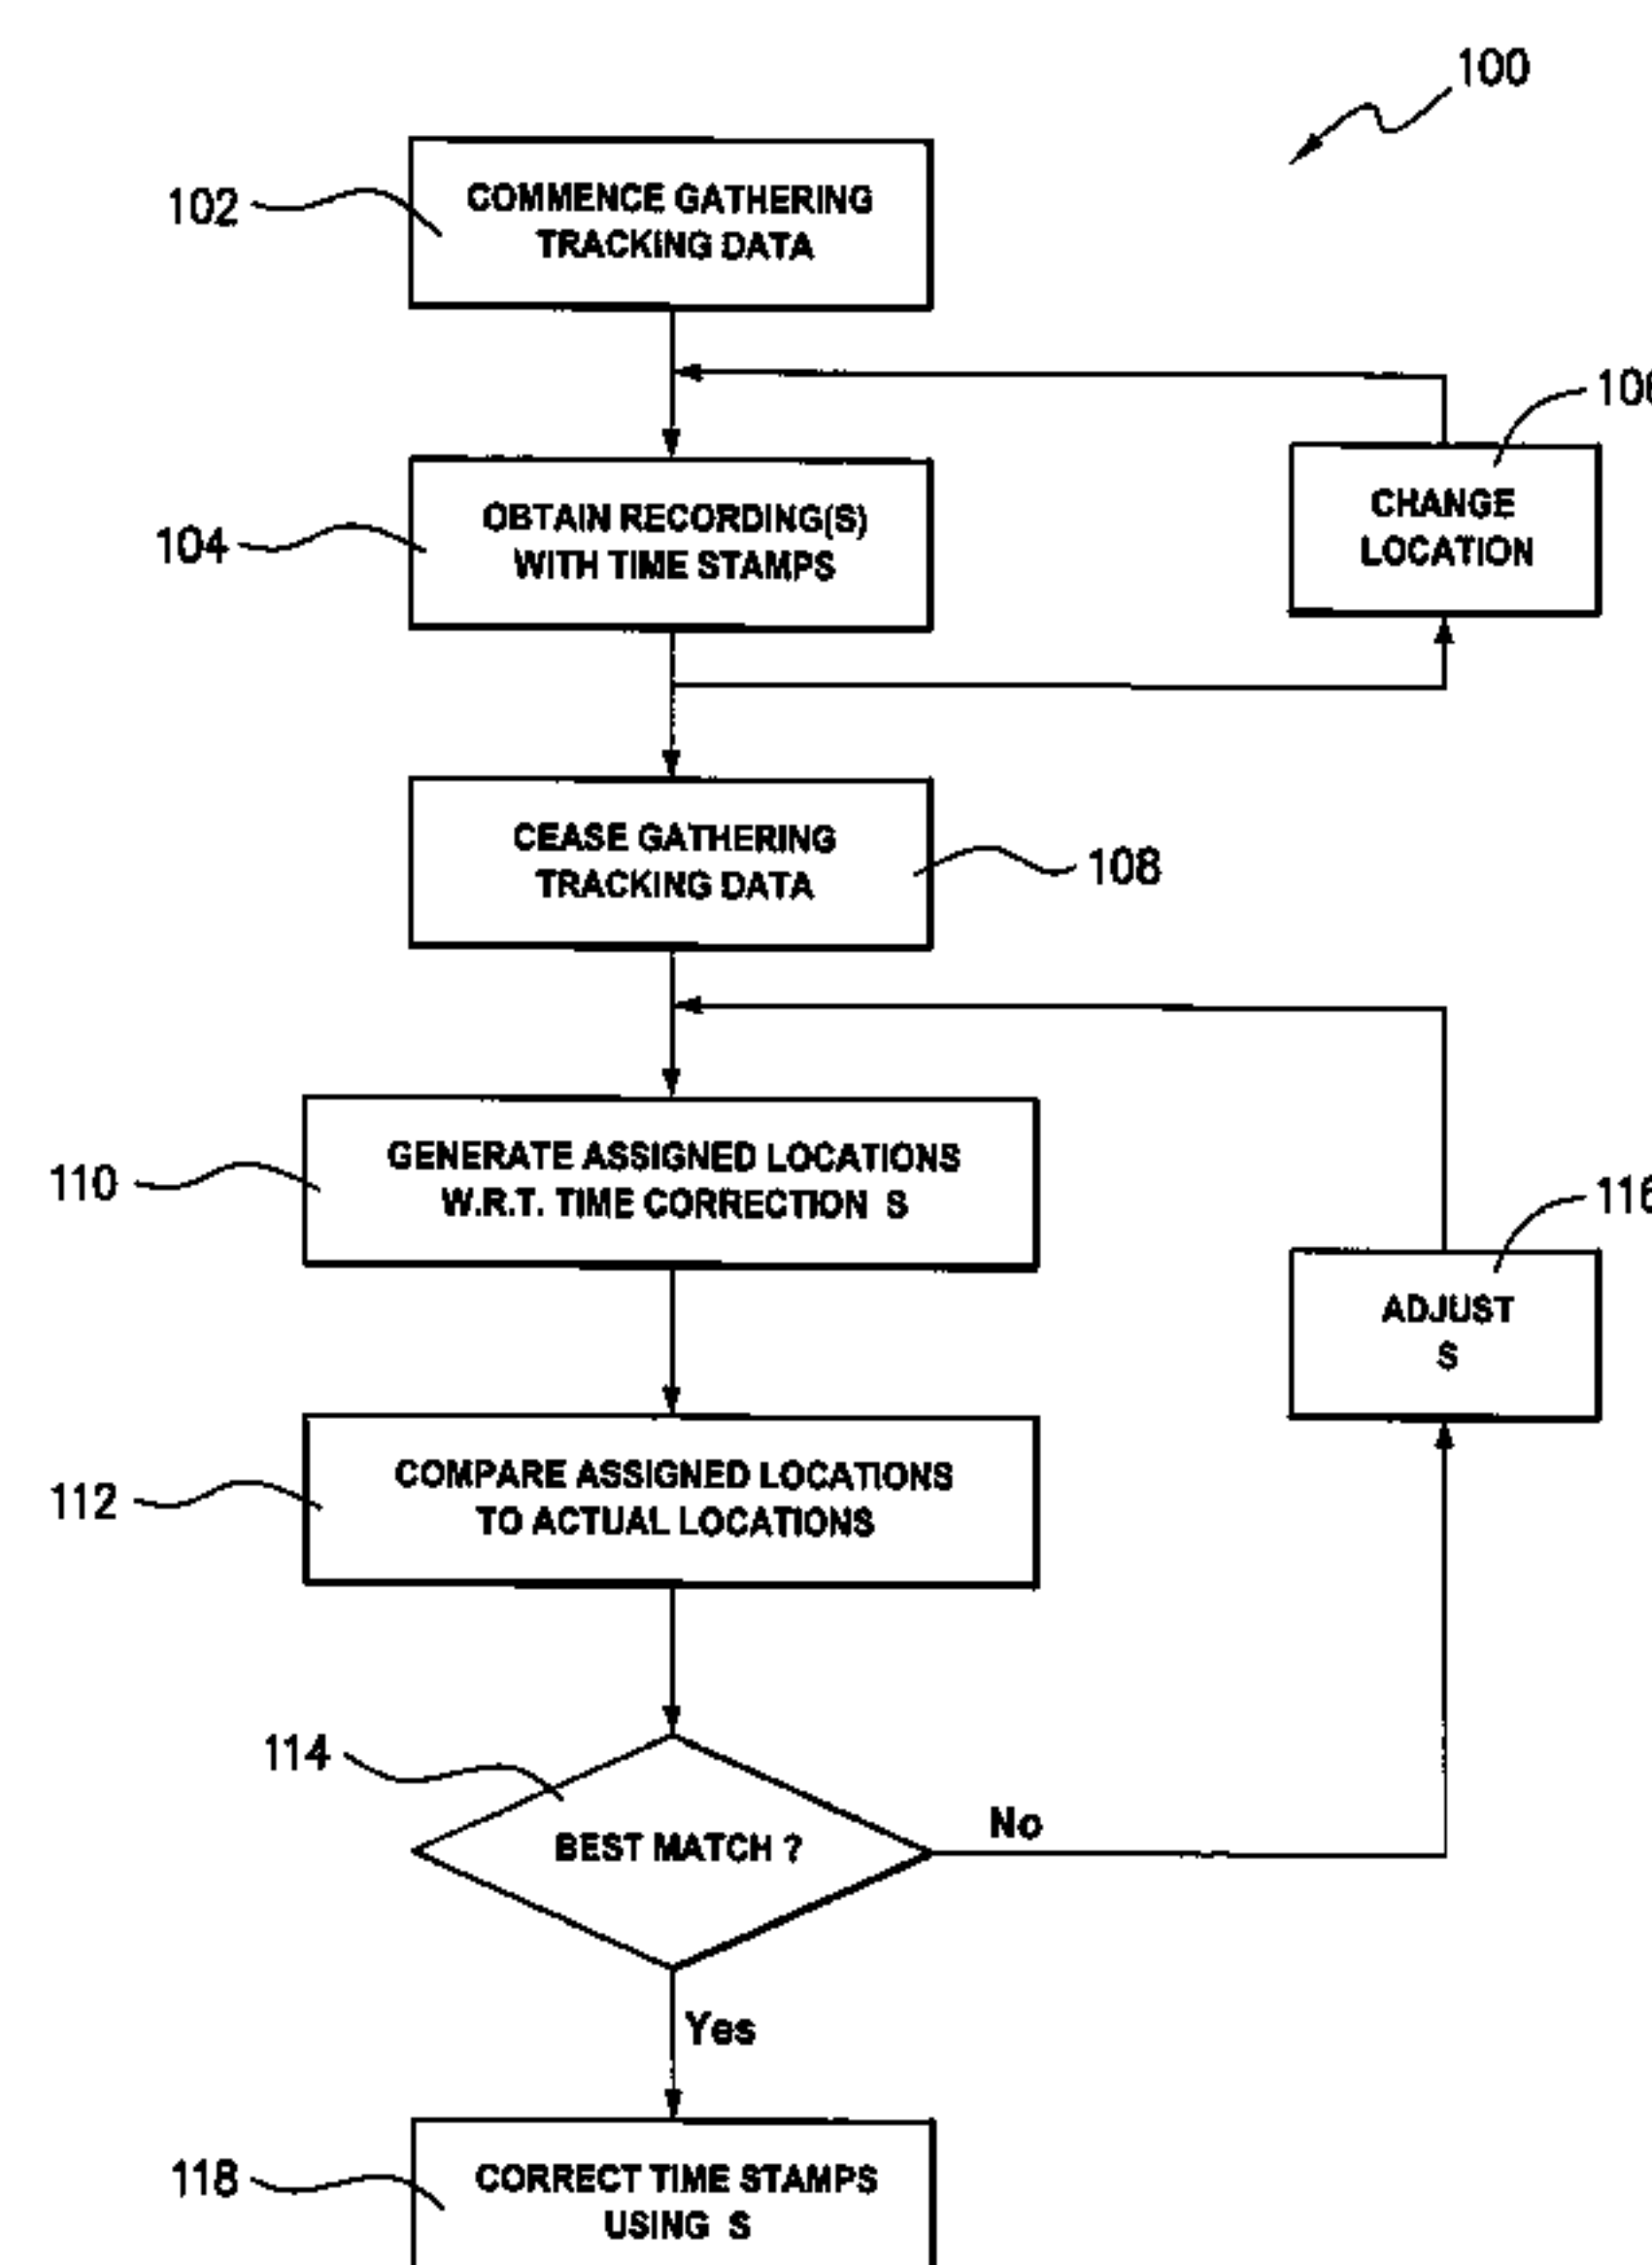 100
102
COMMENCE GATHERING
TRACKING DATA
106
CHANGE
LOCATION
104
OBTAIN RECORDING(S)
WITH TIME STAMPS
CEASE GATHERING
TRACKING DATA
108
110
GENERATE ASSIGNED LOCATIONS
W.R.T. TIME CORRECTION S
116
ADJUST
S
112
COMPARE ASSIGNED LOCATIONS
TO ACTUAL LOCATIONS
114
BEST MATCH ?
No
Yes
118
CORRECT TIME STAMPS
USING S